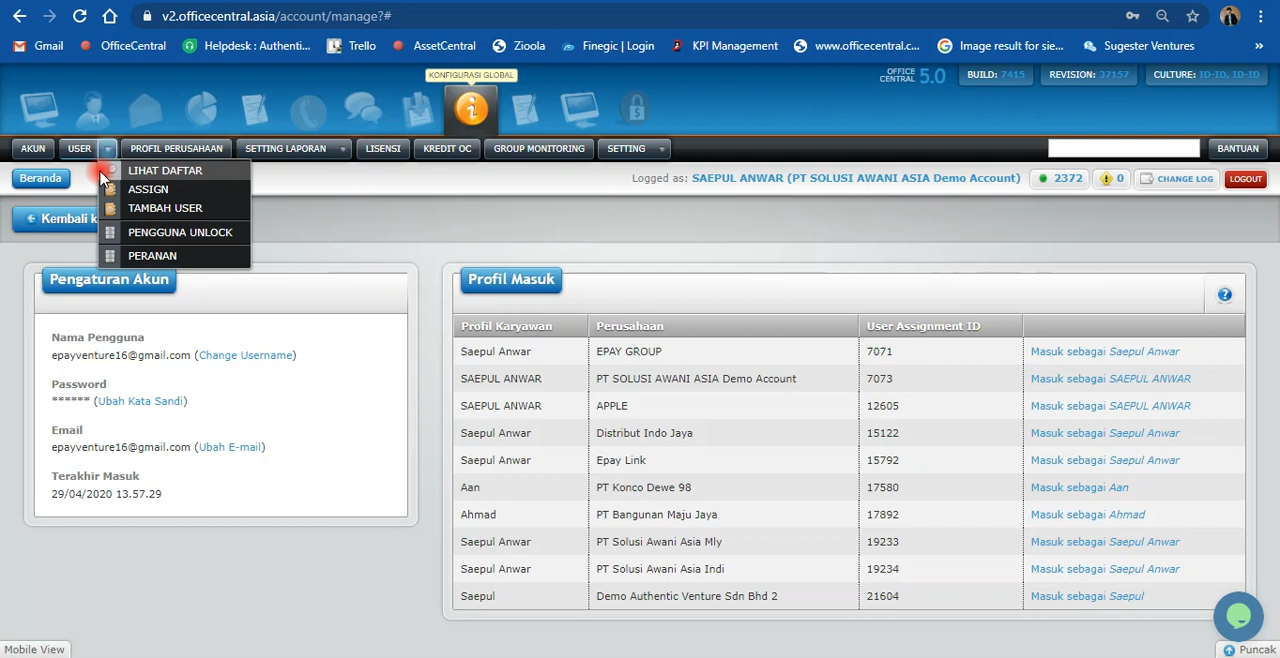 v2.officecentral.asia/account/manage?#
Gmail OfficeCentral Helpdesk : Authenti... Trello AssetCentral Zioola Finegic | Login KPI Management www.officecentral.c... Image result for sie... Sugester Ventures »
KONFIGURASI GLOBAL
OFFICE CENTRAL 5.0 BUILD: 7415 REVISION: 37157 CULTURE: ID-ID, ID-ID
AKUN USER PROFIL PERUSAHAAN SETTING LAPORAN LISENSI KREDIT OC GROUP MONITORING SETTING BANTUAN
Beranda Logged as: SAEPUL ANWAR (PT SOLUSI AWANI ASIA Demo Account) 2372 0 CHANGE LOG LOGOUT
LIHAT DAFTAR
ASSIGN
TAMBAH USER
PENGGUNA UNLOCK
PERANAN
Kembali k
Pengaturan Akun
Nama Pengguna
epayventure16@gmail.com (Change Username)
Password
****** (Ubah Kata Sandi)
Email
epayventure16@gmail.com (Ubah E-mail)
Terakhir Masuk
29/04/2020 13.57.29
Profil Masuk
?
Profil Karyawan Perusahaan User Assignment ID
Saepul Anwar EPAY GROUP 7071 Masuk sebagai Saepul Anwar
SAEPUL ANWAR PT SOLUSI AWANI ASIA Demo Account 7073 Masuk sebagai SAEPUL ANWAR
SAEPUL ANWAR APPLE 12605 Masuk sebagai SAEPUL ANWAR
Saepul Anwar Distribut Indo Jaya 15122 Masuk sebagai Saepul Anwar
Saepul Anwar Epay Link 15792 Masuk sebagai Saepul Anwar
Aan PT Konco Dewe 98 17580 Masuk sebagai Aan
Ahmad PT Bangunan Maju Jaya 17892 Masuk sebagai Ahmad
Saepul Anwar PT Solusi Awani Asia Mly 19233 Masuk sebagai Saepul Anwar
Saepul Anwar PT Solusi Awani Asia Indi 19234 Masuk sebagai Saepul Anwar
Saepul Demo Authentic Venture Sdn Bhd 2 21604 Masuk sebagai Saepul
Mobile View Puncak